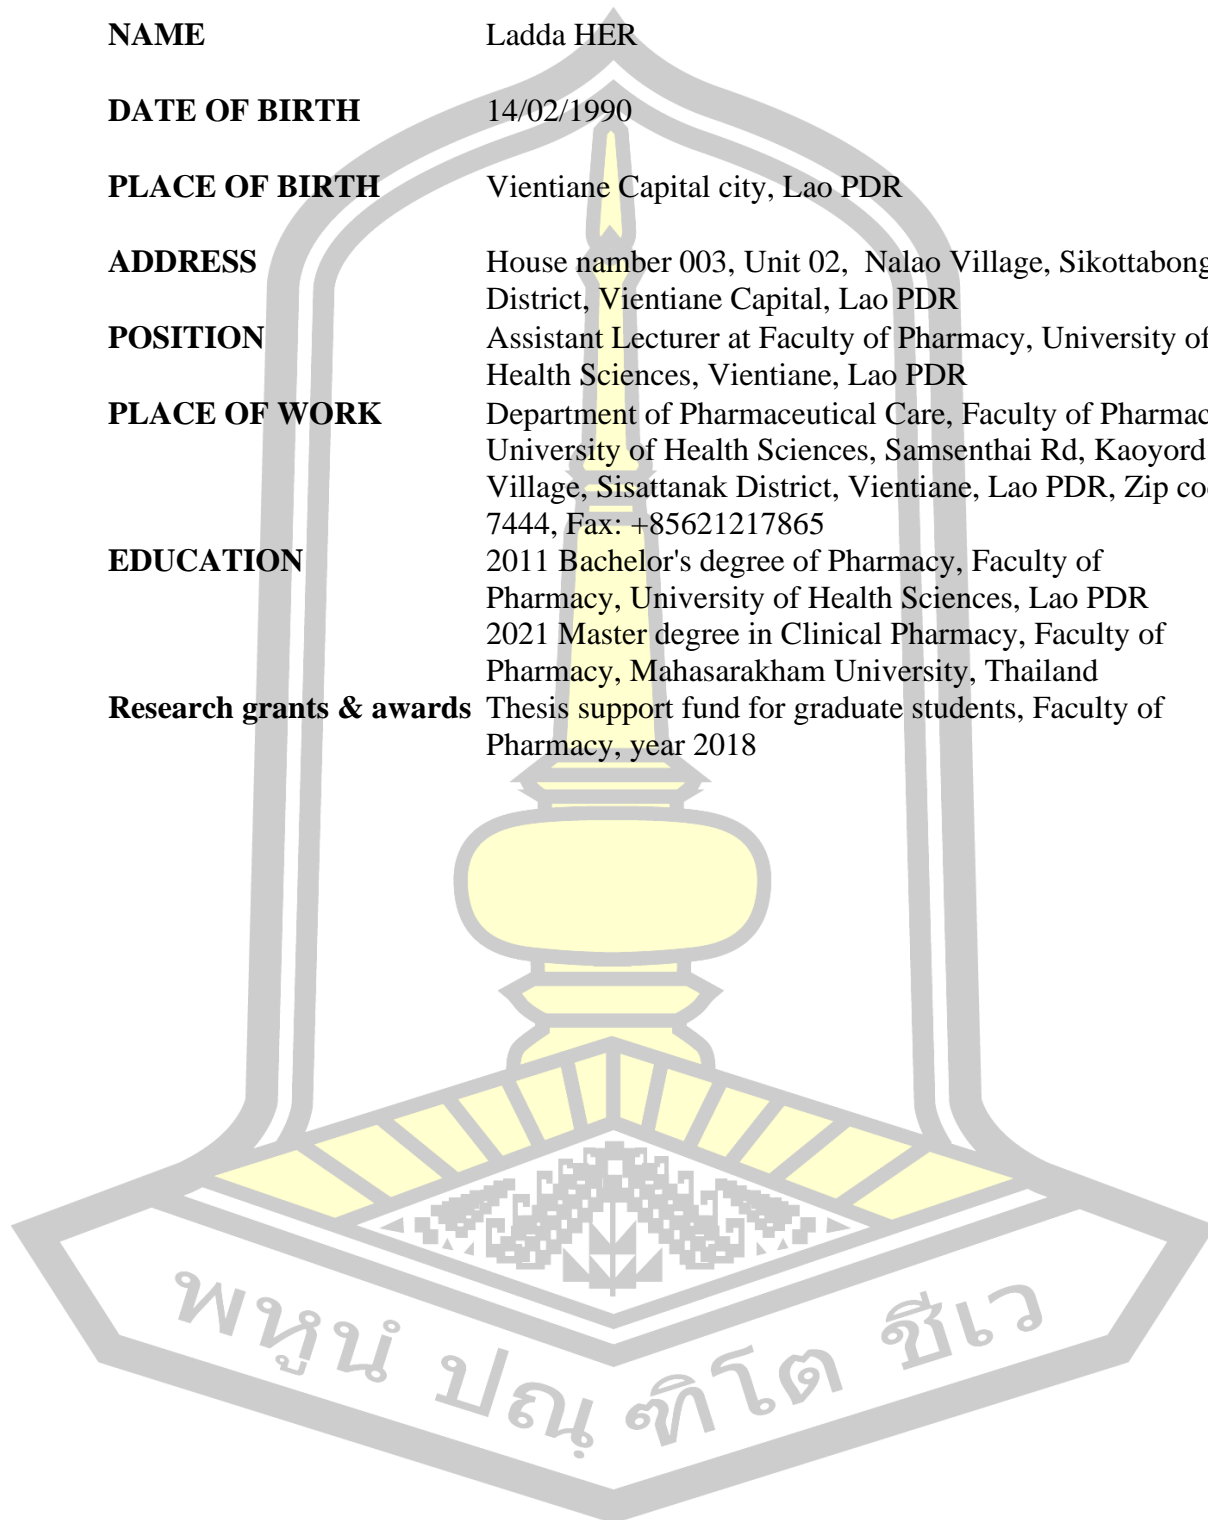 NAME Ladda HER
DATE OF BIRTH 14/02/1990
PLACE OF BIRTH Vientiane Capital city, Lao PDR
ADDRESS House namber 003, Unit 02, Nalao Village, Sikottabong
District, Vientiane Capital, Lao PDR
POSITION Assistant Lecturer at Faculty of Pharmacy, University of
Health Sciences, Vientiane, Lao PDR
PLACE OF WORK Department of Pharmaceutical Care, Faculty of Pharmac
University of Health Sciences, Samsenthai Rd, Kaoyord
Village, Sisattanak District, Vientiane, Lao PDR, Zip co
7444, Fax: +85621217865
EDUCATION 2011 Bachelor's degree of Pharmacy, Faculty of
Pharmacy, University of Health Sciences, Lao PDR
2021 Master degree in Clinical Pharmacy, Faculty of
Pharmacy, Mahasarakham University, Thailand
Research grants & awards Thesis support fund for graduate students, Faculty of
Pharmacy, year 2018
พหูนํ ปณฺฑิโต ชีเว